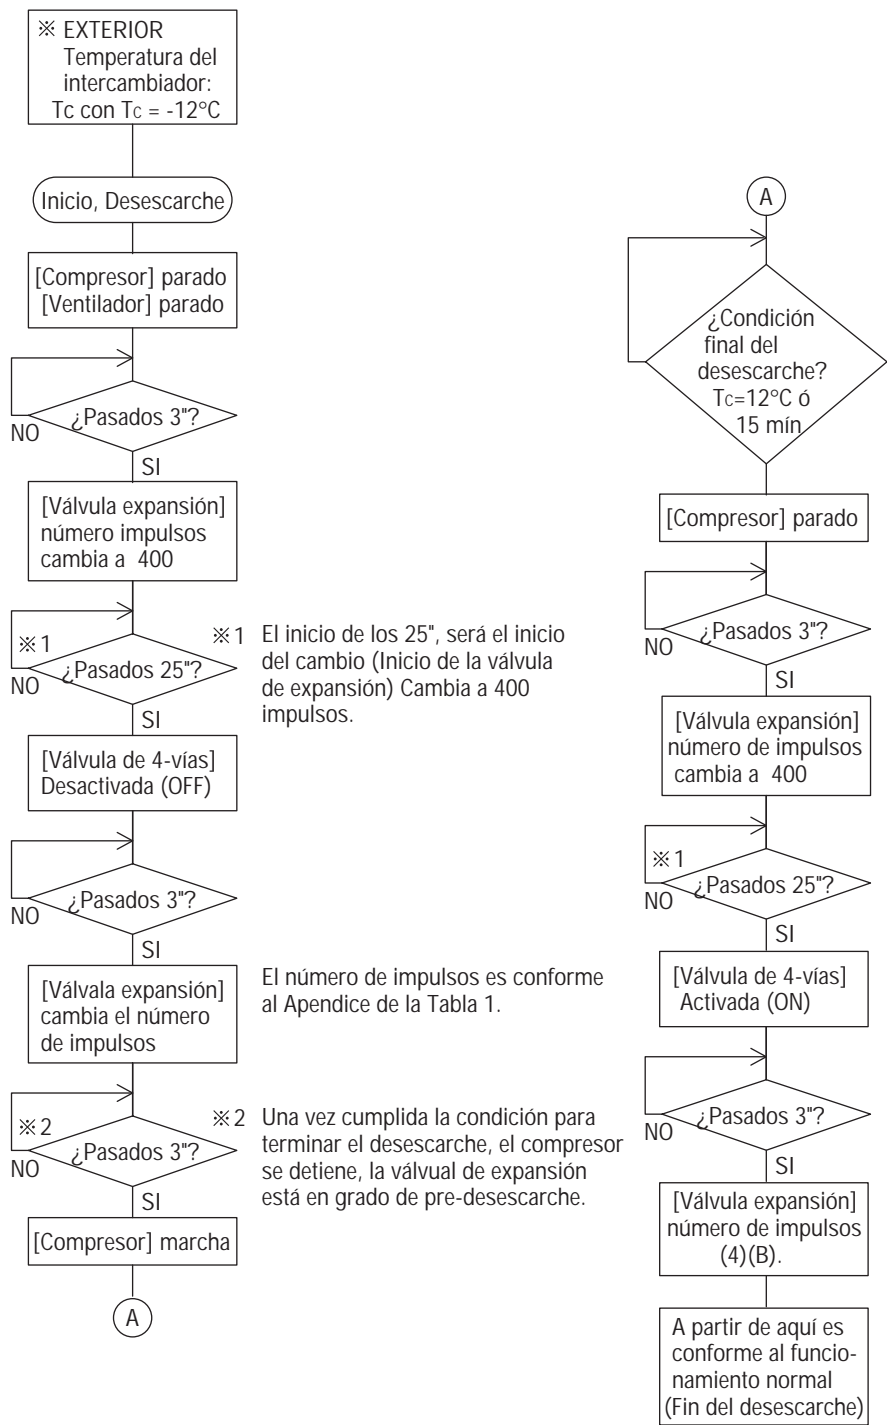 ※ EXTERIOR
Temperatura del
intercambiador:
Tc con Tc = -12°C
Inicio, Desescarche
[Compresor] parado
[Ventilador] parado
¿Pasados 3"?
NO
SI
[Válvula expansión]
número impulsos
cambia a 400
※1
¿Pasados 25"?
NO
SI
※1 El inicio de los 25", será el inicio
del cambio (Inicio de la válvula
de expansión) Cambia a 400
impulsos.
[Válvula de 4-vías]
Desactivada (OFF)
¿Pasados 3"?
NO
SI
[Válvala expansión]
cambia el número
de impulsos
El número de impulsos es conforme
al Apendice de la Tabla 1.
※2
¿Pasados 3"?
NO
SI
※2 Una vez cumplida la condición para
terminar el desescarche, el compresor
se detiene, la válvual de expansión
está en grado de pre-desescarche.
[Compresor] marcha
A
A
¿Condición
final del
desescarche?
Tc=12°C ó
15 mín
[Compresor] parado
¿Pasados 3"?
NO
SI
[Válvula expansión]
número de impulsos
cambia a 400
※1
¿Pasados 25"?
NO
SI
[Válvula de 4-vías]
Activada (ON)
¿Pasados 3"?
NO
SI
[Válvula expansión]
número de impulsos
(4)(B).
A partir de aquí es
conforme al funcio-
namiento normal
(Fin del desescarche)